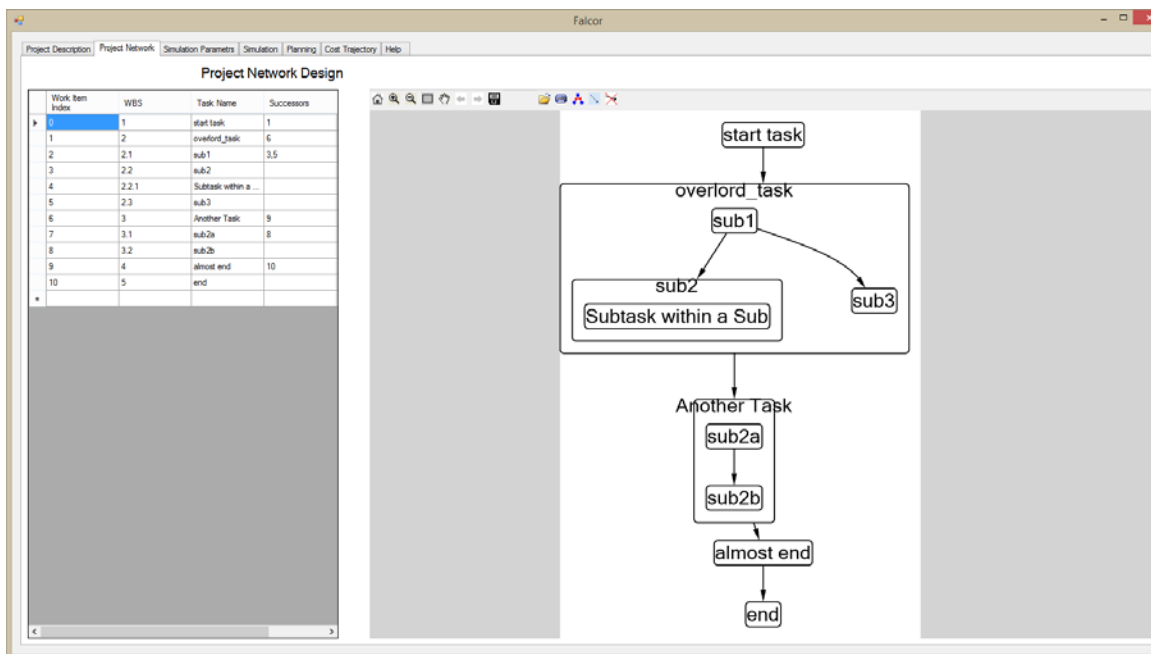 Falcor
Project Description Project Network Simulation Parametrs Simulation Planning Cost Trajectory Help
Project Network Design
Work Item Index WBS Task Name Successors
0 1 start task 1
1 2 overlord_task 6
2 2.1 sub1 3,5
3 2.2 sub2
4 2.2.1 Subtask within a ...
5 2.3 sub3
6 3 Another Task 9
7 3.1 sub2a 8
8 3.2 sub2b
9 4 almost end 10
10 5 end
start task
overlord_task
sub1
sub2
sub3
Subtask within a Sub
Another Task
sub2a
sub2b
almost end
end